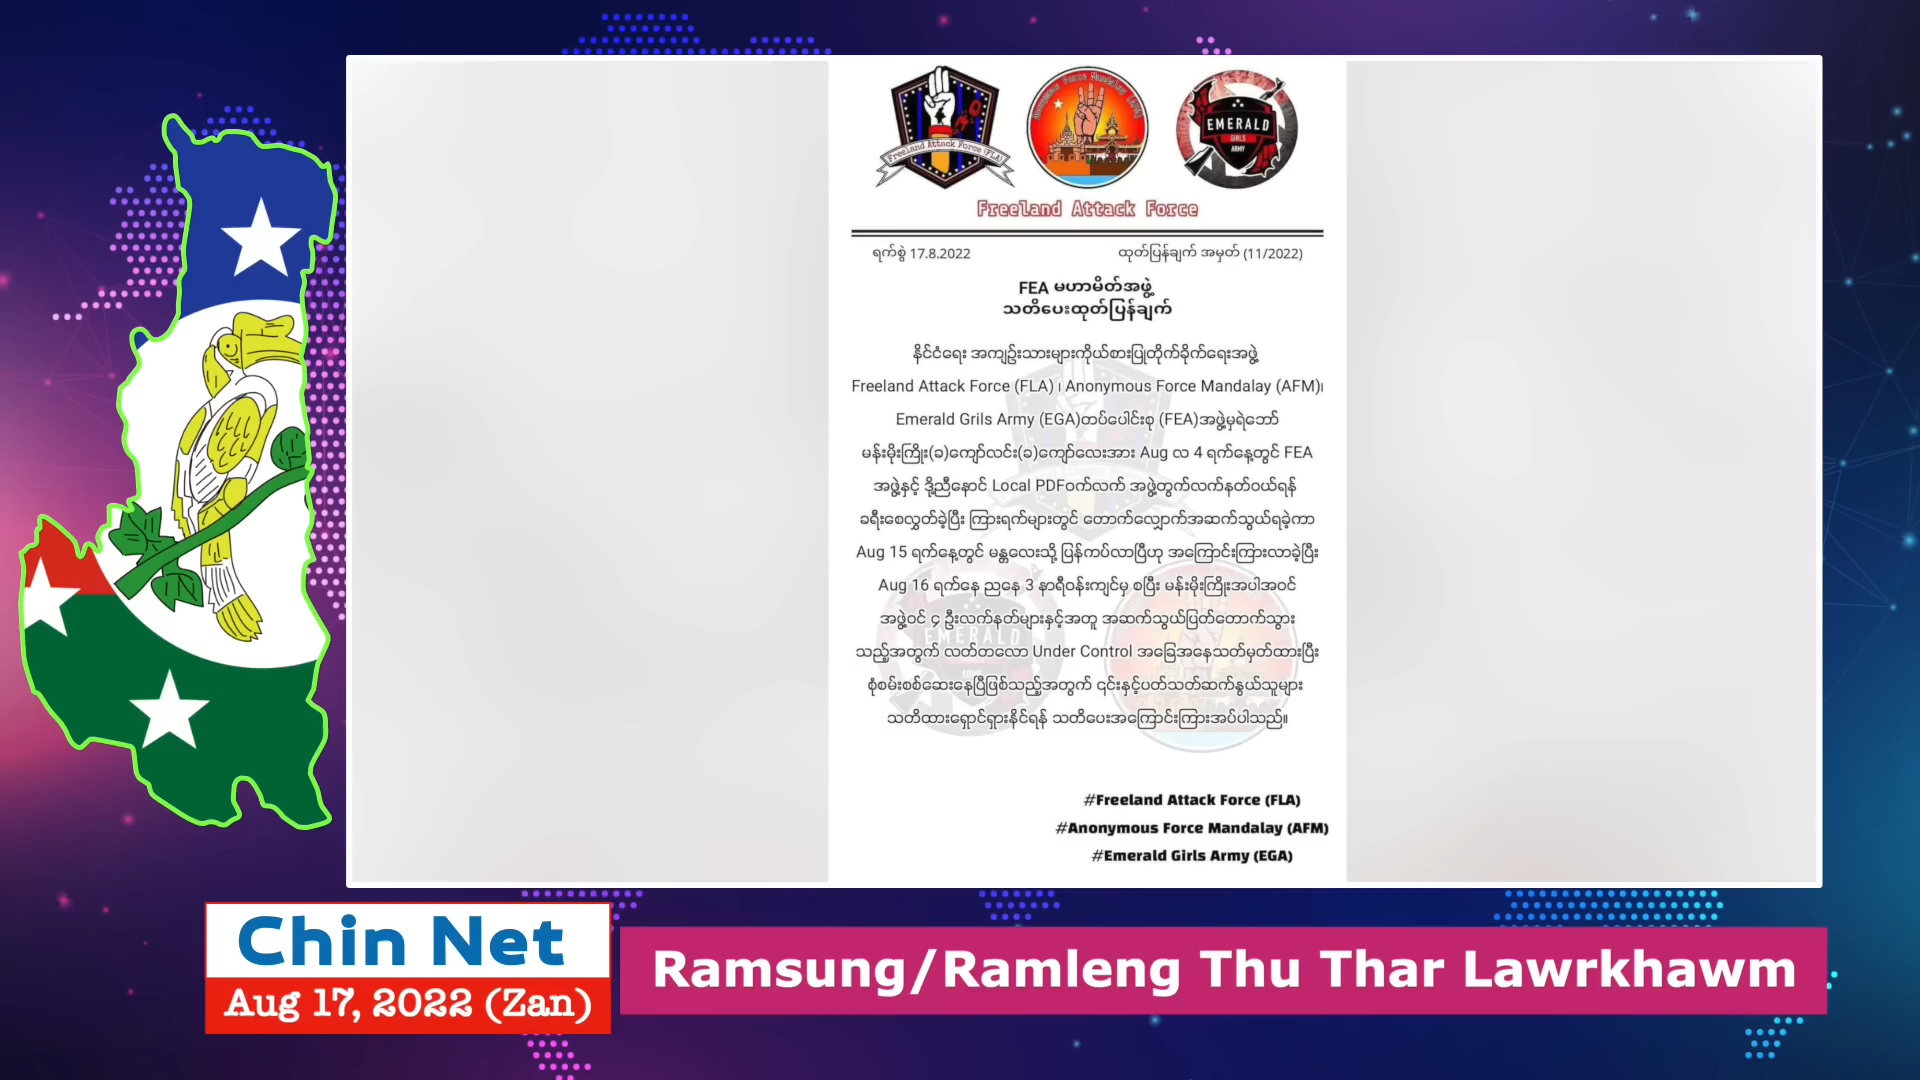 Freeland Attack Force (FLA)
Anonymous Force Mandalay (AFM)
EMERALD
GIRLS
ARMY
Freeland Attack Force
ရက်စွဲ 17.8.2022
ထုတ်ပြန်ချက် အမှတ် (11/2022)
FEA မဟာမိတ်အဖွဲ့
သတိပေးထုတ်ပြန်ချက်
နိုင်ငံရေး အကျဉ်းသားများကိုယ်စားပြုတိုက်ခိုက်ရေးအဖွဲ့
Freeland Attack Force (FLA) ၊ Anonymous Force Mandalay (AFM)၊
Emerald Grils Army (EGA)တပ်ပေါင်းစု (FEA)အဖွဲ့မှရဲဘော်
မန်းမိုးကြိုး(ခ)ကျော်လင်း(ခ)ကျော်လေးအား Aug လ 4 ရက်နေ့တွင် FEA
အဖွဲ့နှင့် ဒို့ညီနောင် Local PDFဝက်လက် အဖွဲ့တွက်လက်နတ်ဝယ်ရန်
ခရီးစေလွှတ်ခဲ့ပြီး ကြားရက်များတွင် တောက်လျှောက်အဆက်သွယ်ရခဲ့ကာ
Aug 15 ရက်နေ့တွင် မန္တလေးသို့ ပြန်ကပ်လာပြီဟု အကြောင်းကြားလာခဲ့ပြီး
Aug 16 ရက်နေ ညနေ 3 နာရီဝန်းကျင်မှ စပြီး မန်းမိုးကြိုးအပါအဝင်
အဖွဲ့ဝင် ၄ ဦးလက်နတ်များနှင့်အတူ အဆက်သွယ်ပြတ်တောက်သွား
သည့်အတွက် လတ်တလော Under Control အခြေအနေသတ်မှတ်ထားပြီး
စုံစမ်းစစ်ဆေးနေပြီဖြစ်သည့်အတွက် ၎င်းနှင့်ပတ်သတ်ဆက်နွယ်သူများ
သတိထားရှောင်ရှားနိုင်ရန် သတိပေးအကြောင်းကြားအပ်ပါသည်။
#Freeland Attack Force (FLA)
#Anonymous Force Mandalay (AFM)
#Emerald Girls Army (EGA)
Chin Net
Aug 17, 2022 (Zan)
Ramsung/Ramleng Thu Thar Lawrkhawm